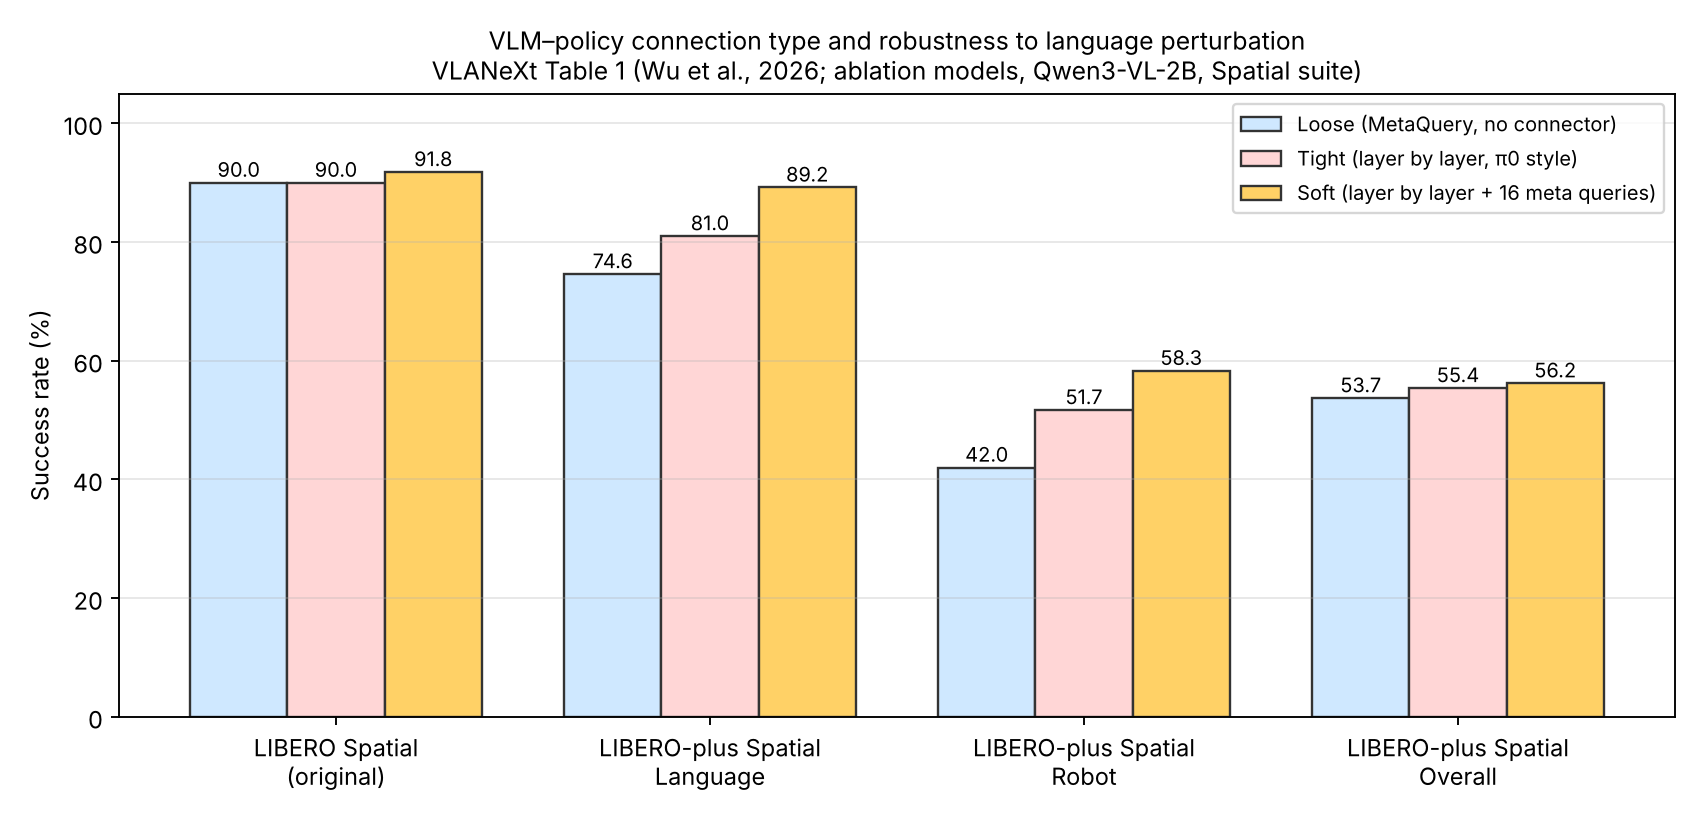 VLM–policy connection type and robustness to language perturbation
VLANeXt Table 1 (Wu et al., 2026; ablation models, Qwen3-VL-2B, Spatial suite)
Loose (MetaQuery, no connector)
Tight (layer by layer, π0 style)
Soft (layer by layer + 16 meta queries)
Success rate (%)
100
80
60
40
20
0
90.0
90.0
91.8
74.6
81.0
89.2
42.0
51.7
58.3
53.7
55.4
56.2
LIBERO Spatial
(original)
LIBERO-plus Spatial
Language
LIBERO-plus Spatial
Robot
LIBERO-plus Spatial
Overall